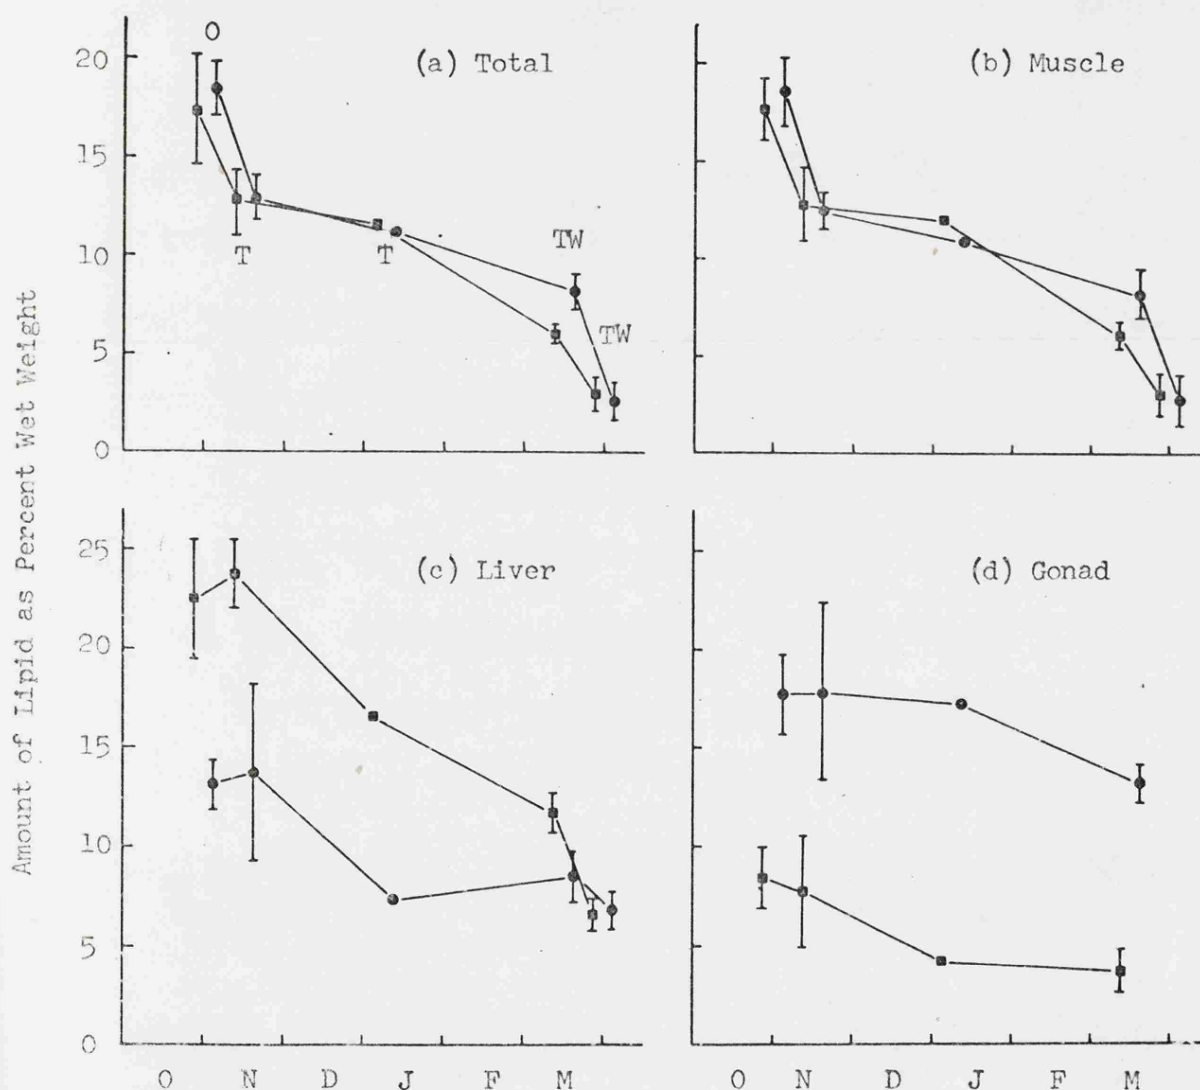 Amount of Lipid as Percent Wet Weight
(a) Total
20
15
10
5
0
O
T
T
TW
TW
(b) Muscle
(c) Liver
25
20
15
10
5
0
O N D J F M
(d) Gonad
O N D J F M